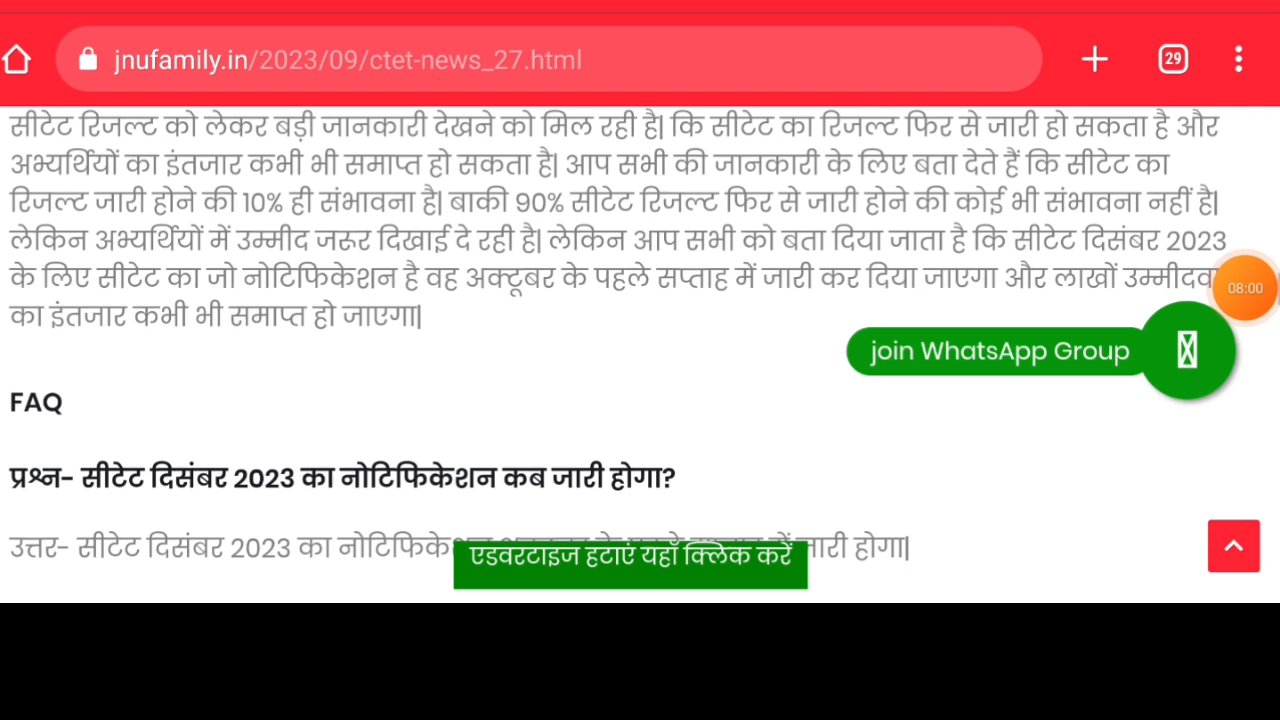 jnufamily.in/2023/09/ctet-news_27.html
29
सीटेट रिजल्ट को लेकर बड़ी जानकारी देखने को मिल रही है| कि सीटेट का रिजल्ट फिर से जारी हो सकता है और
अभ्यर्थियों का इंतजार कभी भी समाप्त हो सकता है| आप सभी की जानकारी के लिए बता देते हैं कि सीटेट का
रिजल्ट जारी होने की 10% ही संभावना है| बाकी 90% सीटेट रिजल्ट फिर से जारी होने की कोई भी संभावना नहीं है|
लेकिन अभ्यर्थियों में उम्मीद जरूर दिखाई दे रही है| लेकिन आप सभी को बता दिया जाता है कि सीटेट दिसंबर 2023
के लिए सीटेट का जो नोटिफिकेशन है वह अक्टूबर के पहले सप्ताह में जारी कर दिया जाएगा और लाखों
08:00
का इंतजार कभी भी समाप्त हो जाएगा|
join WhatsApp Group
FAQ
प्रश्न- सीटेट दिसंबर 2023 का नोटिफिकेशन कब जारी होगा?
उत्तर- सीटेट दिसंबर 2023 का जारी होगा|
एडवरटाइज हटाएं यहाँ क्लिक करें